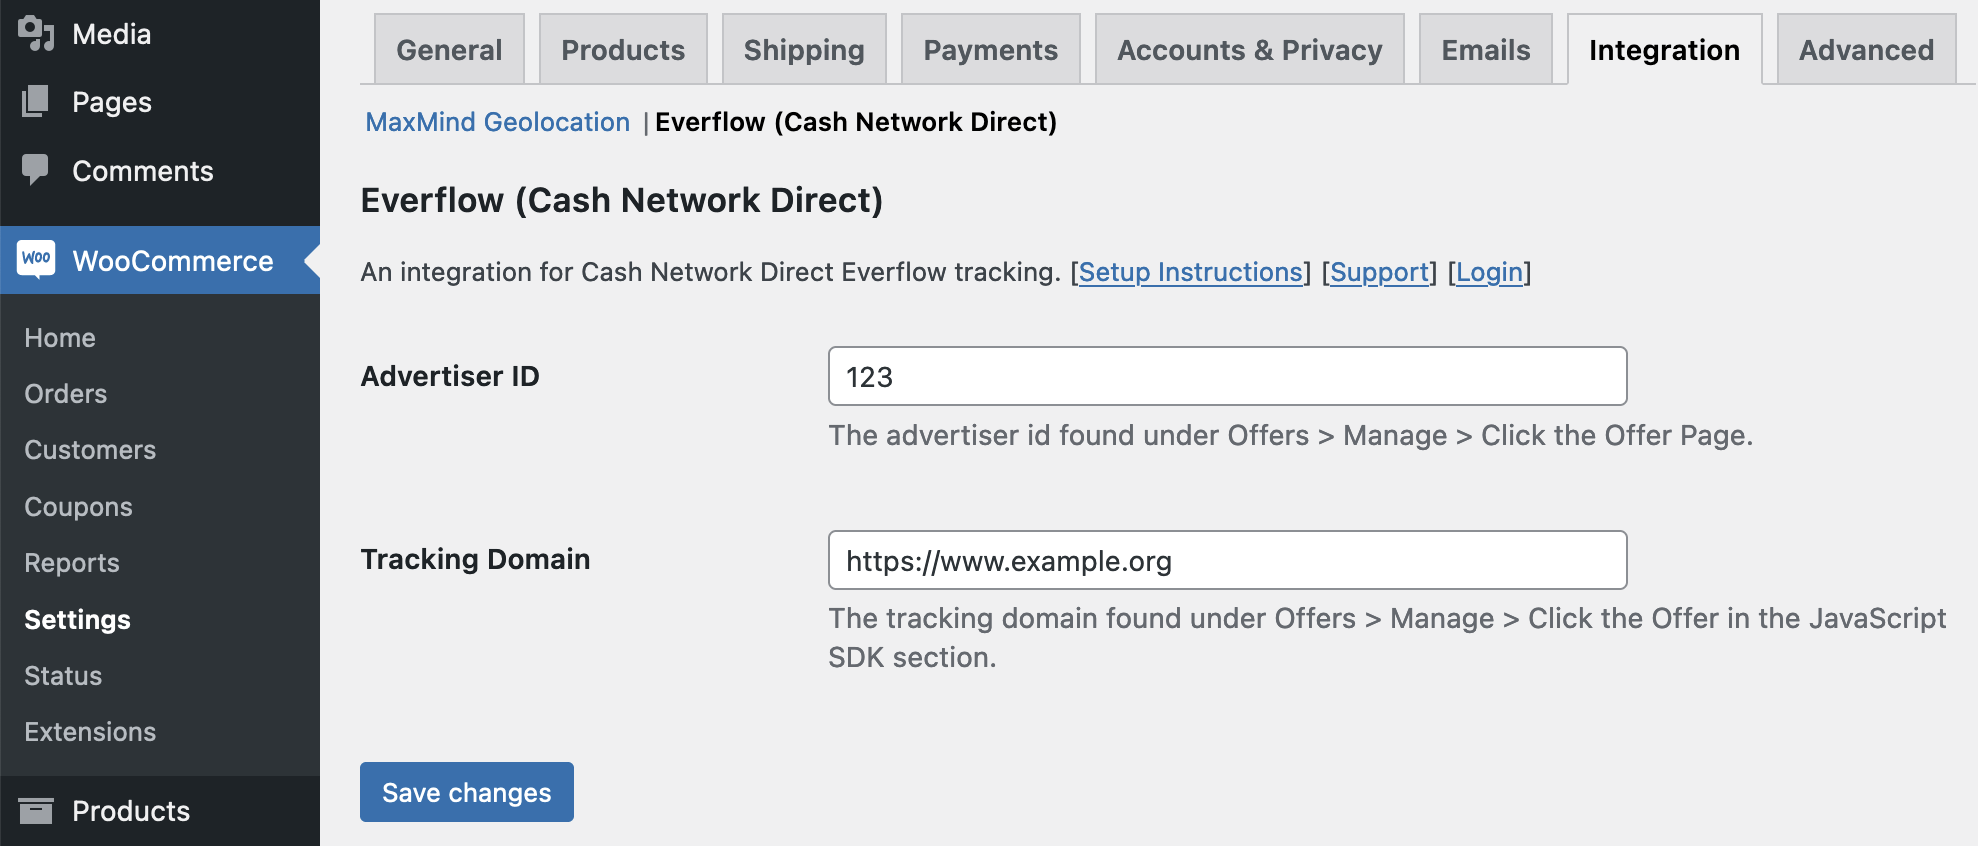 Media
Pages
Comments
Woo WooCommerce
Home
Orders
Customers
Coupons
Reports
Settings
Status
Extensions
Products
General Products Shipping Payments Accounts & Privacy Emails Integration Advanced
MaxMind Geolocation | Everflow (Cash Network Direct)
Everflow (Cash Network Direct)
An integration for Cash Network Direct Everflow tracking. [Setup Instructions] [Support] [Login]
Advertiser ID 123
The advertiser id found under Offers > Manage > Click the Offer Page.
Tracking Domain https://www.example.org
The tracking domain found under Offers > Manage > Click the Offer in the JavaScript
SDK section.
Save changes